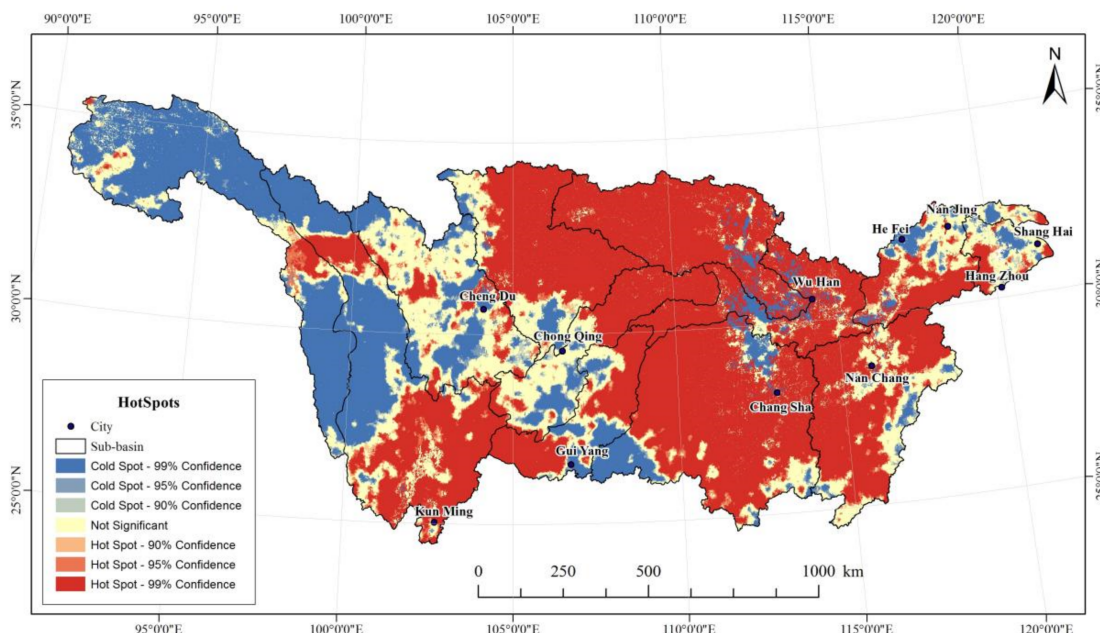 90°0'0"E 95°0'0"E 100°0'0"E 105°0'0"E 110°0'0"E 115°0'0"E 120°0'0"E
N
35°0'0"N
30°0'0"N
25°0'0"N
35°0'0"N
30°0'0"N
25°0'0"N
Nan Jing
He Fei
Shang Hai
Hang Zhou
Wu Han
Cheng Du
Chong Qing
Nan Chang
Chang Sha
Gui Yang
Kun Ming
HotSpots
City
Sub-basin
Cold Spot - 99% Confidence
Cold Spot - 95% Confidence
Cold Spot - 90% Confidence
Not Significant
Hot Spot - 90% Confidence
Hot Spot - 95% Confidence
Hot Spot - 99% Confidence
0 250 500 1000 km
95°0'0"E 100°0'0"E 105°0'0"E 110°0'0"E 115°0'0"E 120°0'0"E